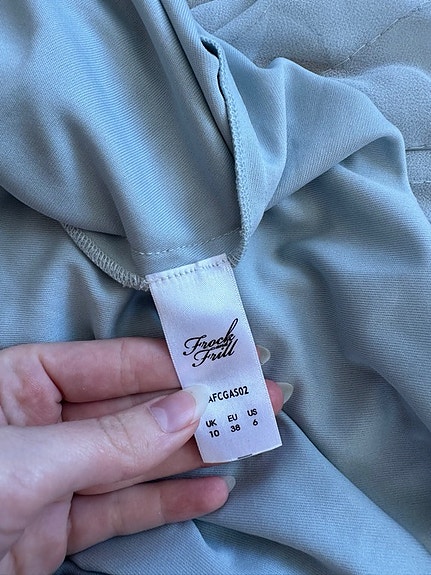 Frock
Frill
AFCGAS02
UK EU US
10 38 6